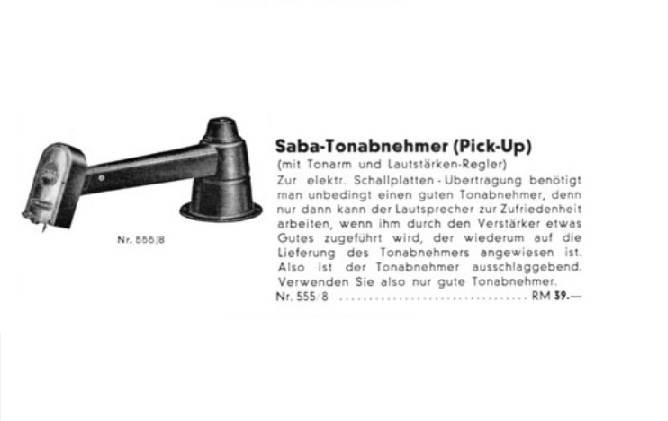 Saba-Tonabnehmer (Pick-Up)
(mit Tonarm und Lautstärken-Regler)
Zur elektr. Schallplatten-Übertragung benötigt
man unbedingt einen guten Tonabnehmer, denn
nur dann kann der Lautsprecher zur Zufriedenheit
arbeiten, wenn ihm durch den Verstärker etwas
Gutes zugeführt wird, der wiederum auf die
Lieferung des Tonabnehmers angewiesen ist.
Also ist der Tonabnehmer ausschlaggebend.
Verwenden Sie also nur gute Tonabnehmer.
Nr. 555/8 ................................ RM 39.—
Nr. 555/8